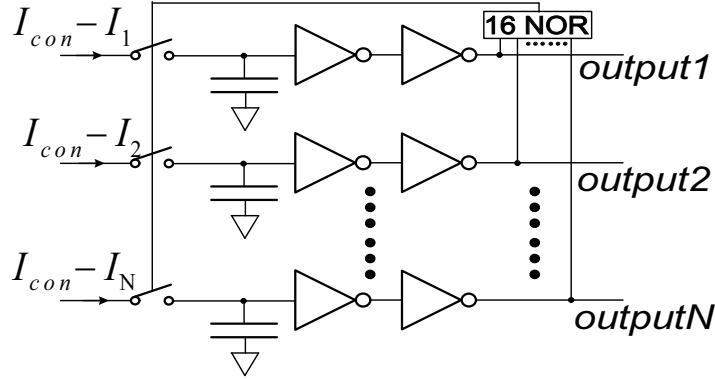 I_con − I_1
16 NOR
output1
I_con − I_2
output2
I_con − I_N
outputN